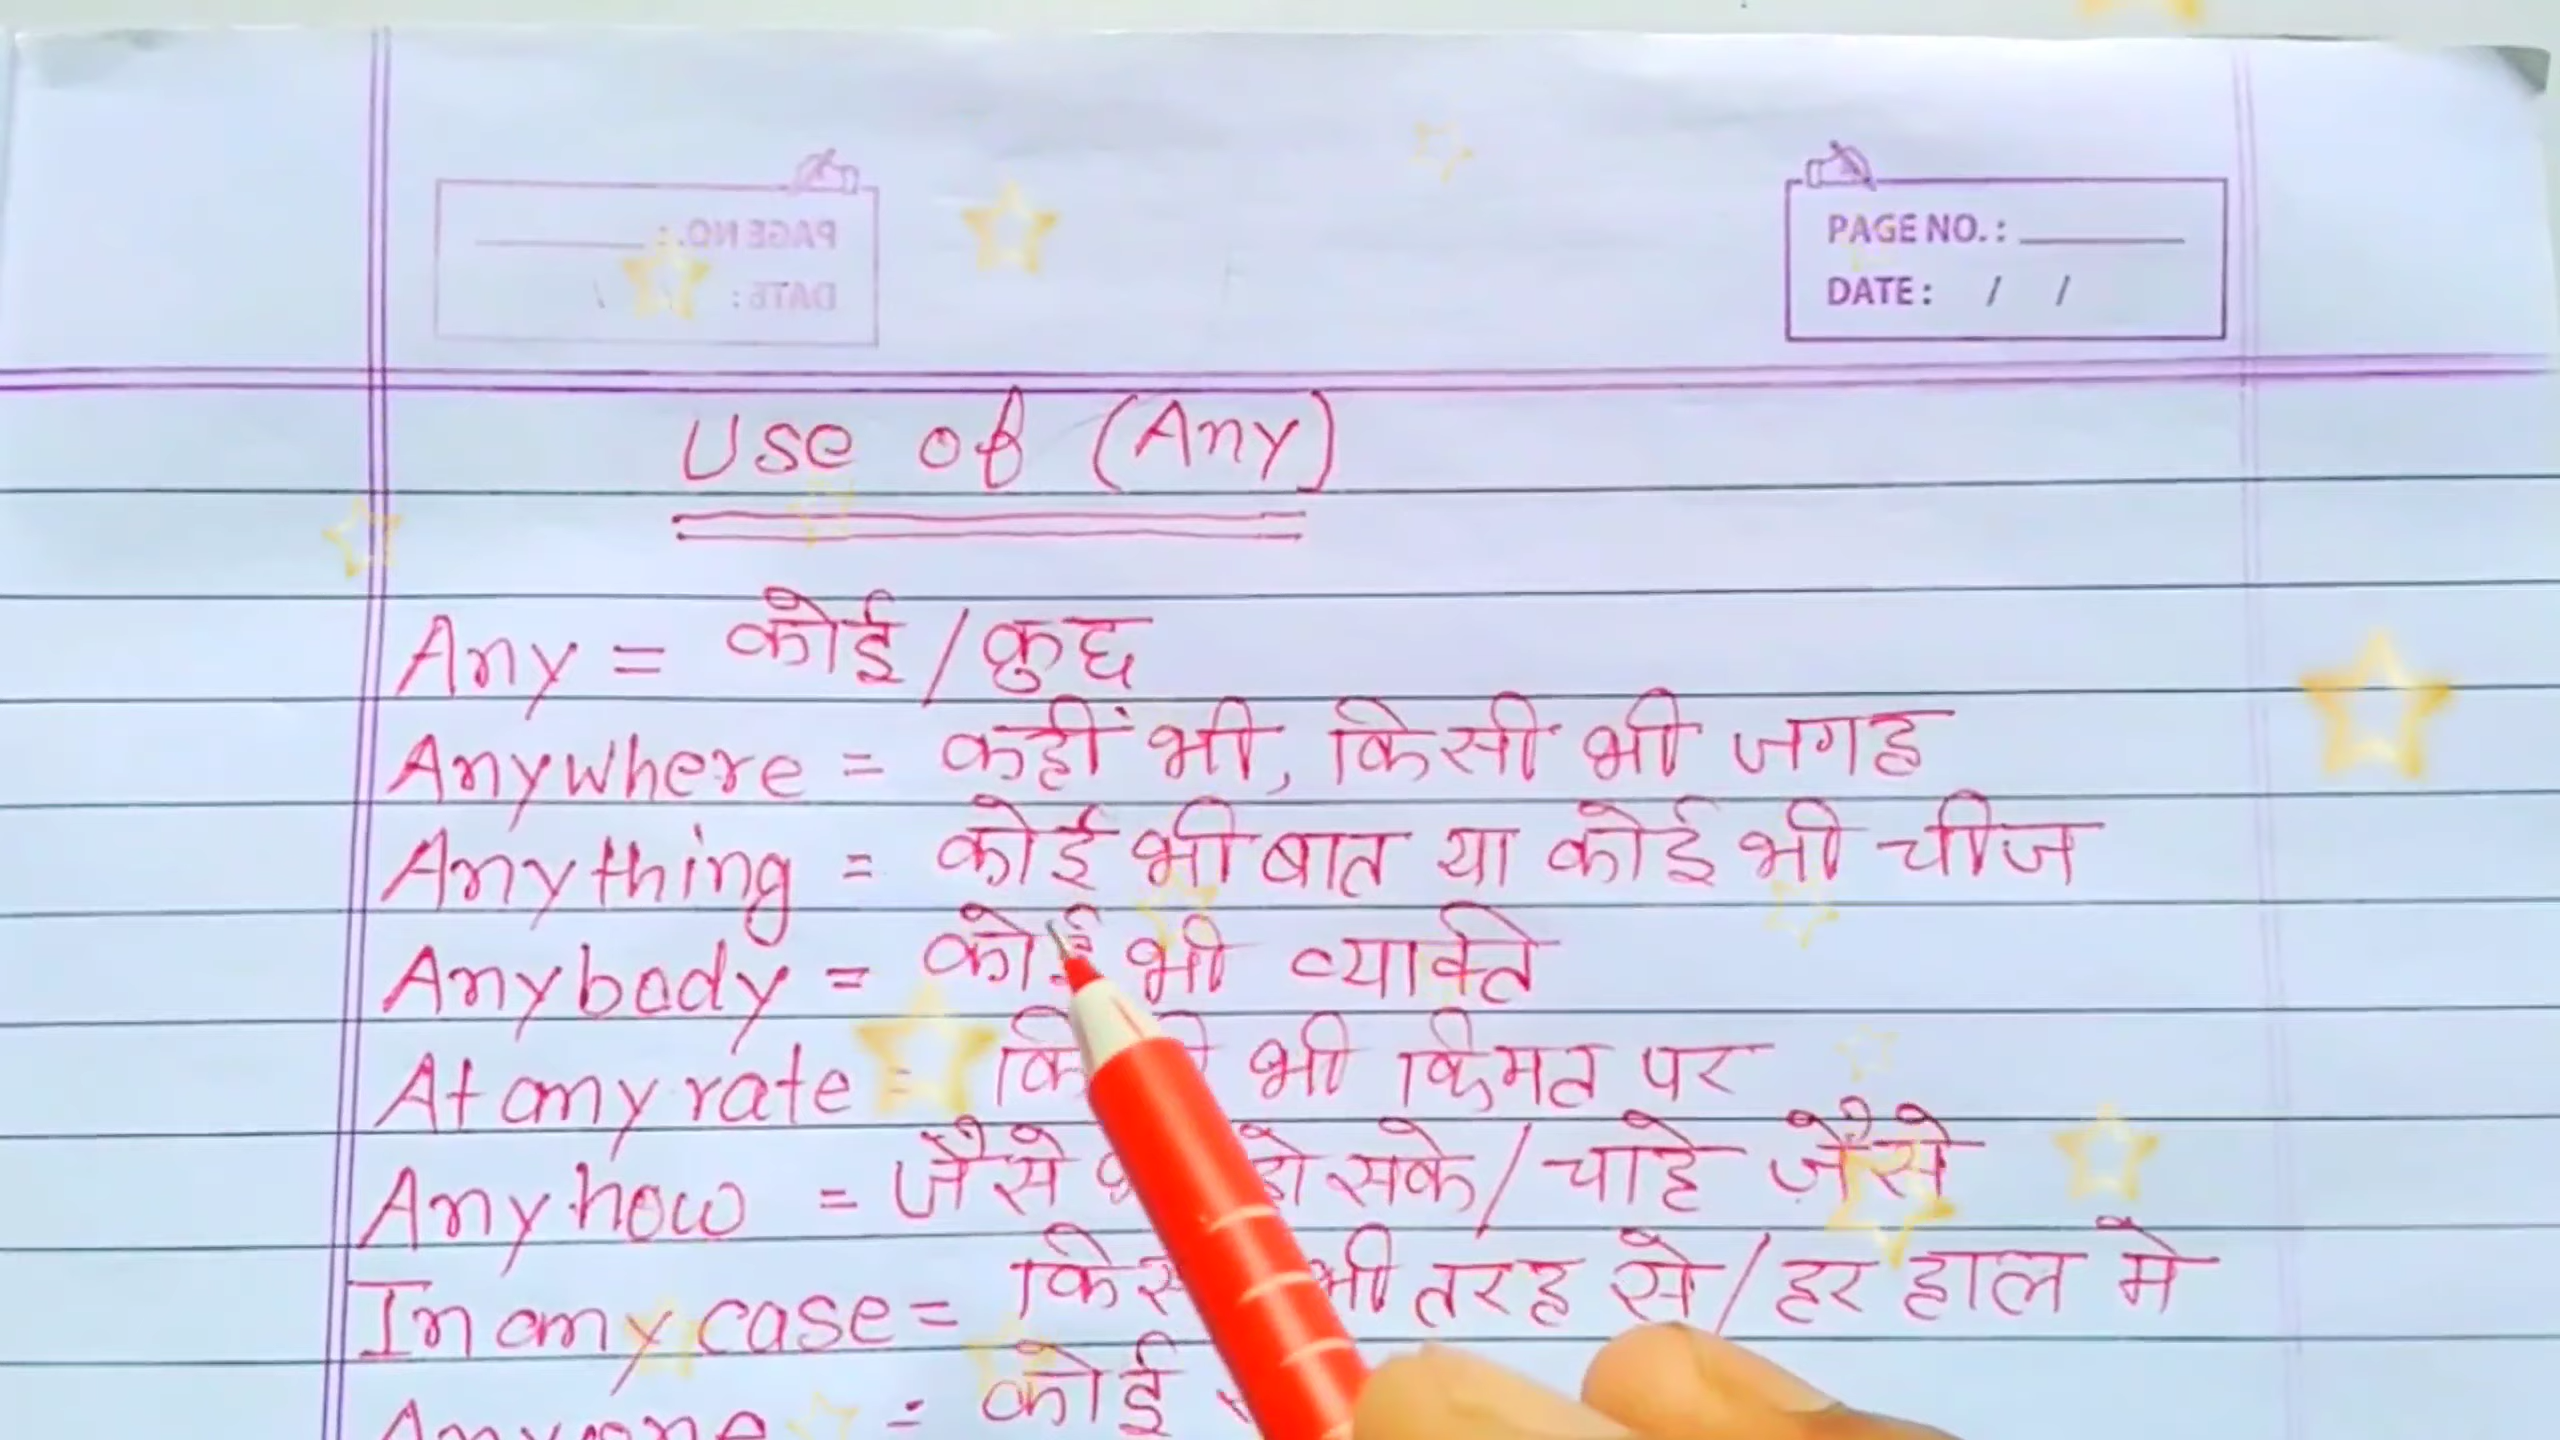 PAGE NO. :
DATE : / /
Use of (Any)
Any = कोई / कुछ
Anywhere = कहीं भी, किसी भी जगह
Anything = कोई भी बात या कोई भी चीज
Anybody = कोई भी व्यक्ति
At any rate = भी किमत पर
Anyhow = जैसे हो सके / चाहे जैसे
In any case = भी तरह से / हर हाल मे
Anyone = कोई